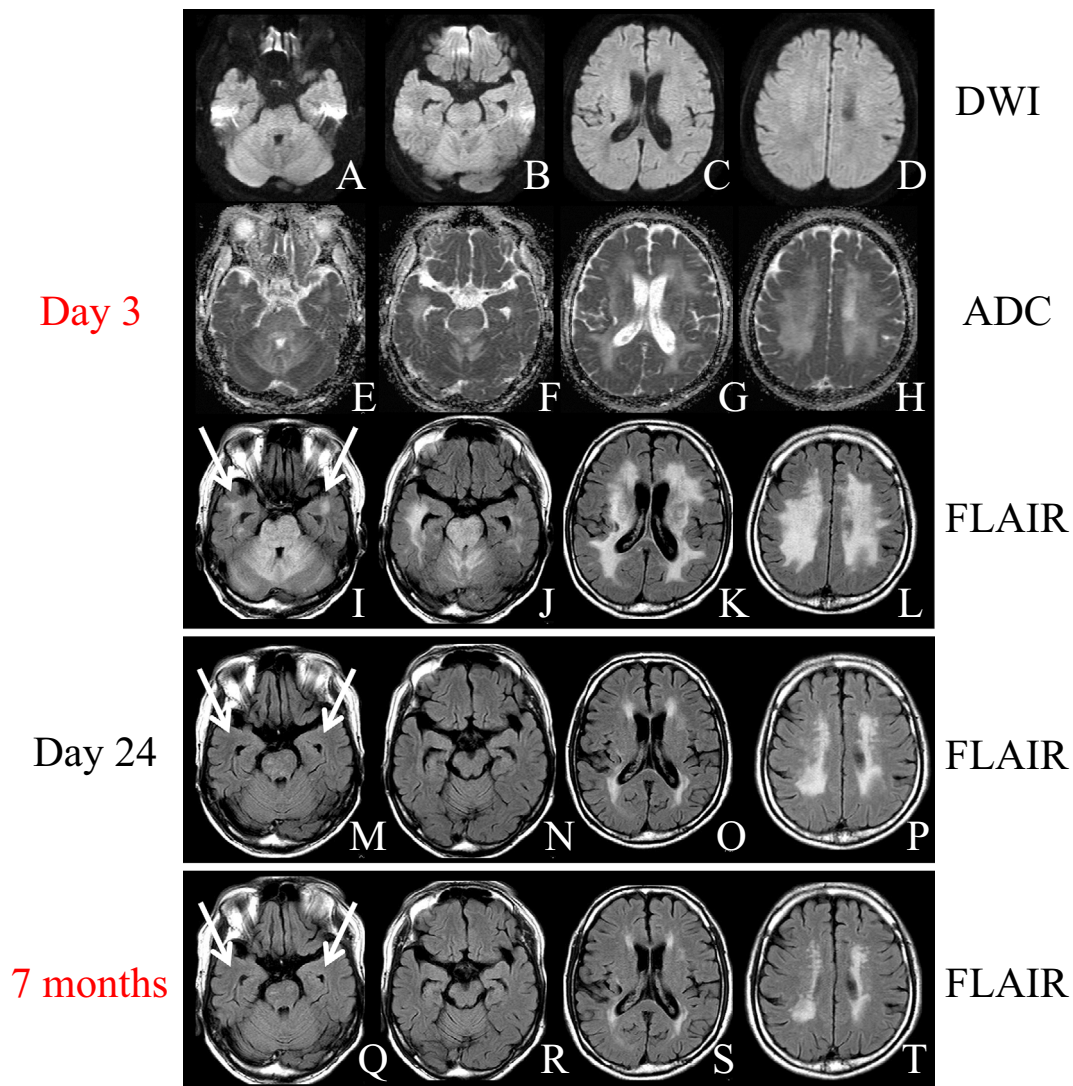 A B C D DWI
Day 3 E F G H ADC
I J K L FLAIR
Day 24 M N O P FLAIR
7 months Q R S T FLAIR